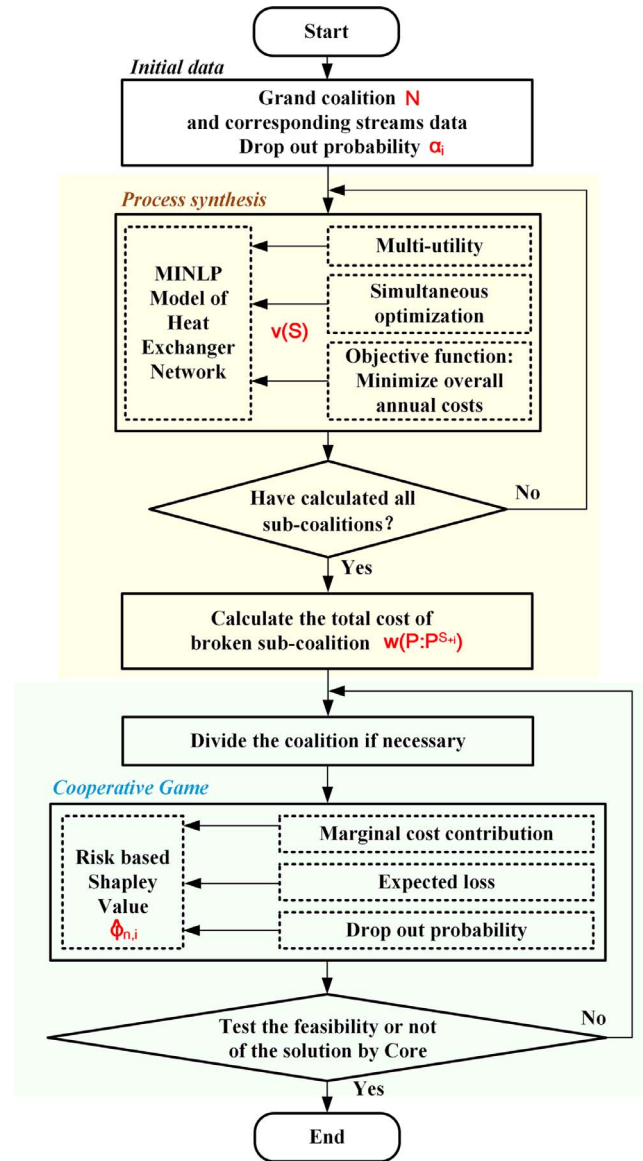 Start
Initial data
Grand coalition N
and corresponding streams data
Drop out probability αi
Process synthesis
MINLP
Model of
Heat
Exchanger
Network
v(S)
Multi-utility
Simultaneous
optimization
Objective function:
Minimize overall
annual costs
Have calculated all
sub-coalitions？
No
Yes
Calculate the total cost of
broken sub-coalition w(P:P^S+i)
Divide the coalition if necessary
Cooperative Game
Risk based
Shapley
Value
φ̂n,i
Marginal cost contribution
Expected loss
Drop out probability
Test the feasibility or not
of the solution by Core
No
Yes
End